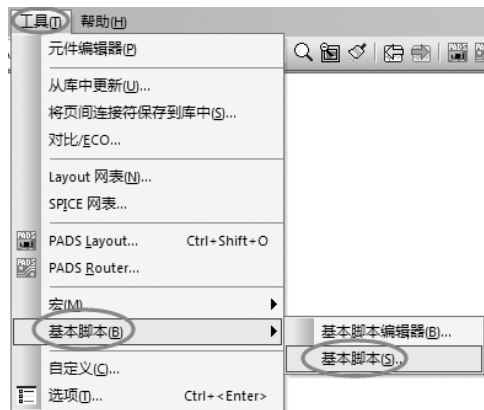 工具(T) 帮助(H)
元件编辑器(P)
从库中更新(U)...
将页间连接符保存到库中(S)...
对比/ECO...
Layout 网表(N)...
SPICE 网表...
PADS Layout... Ctrl+Shift+O
PADS Router...
宏(M)
基本脚本(B)
基本脚本编辑器(B)...
基本脚本(S)...
自定义(C)...
选项(T)... Ctrl+<Enter>